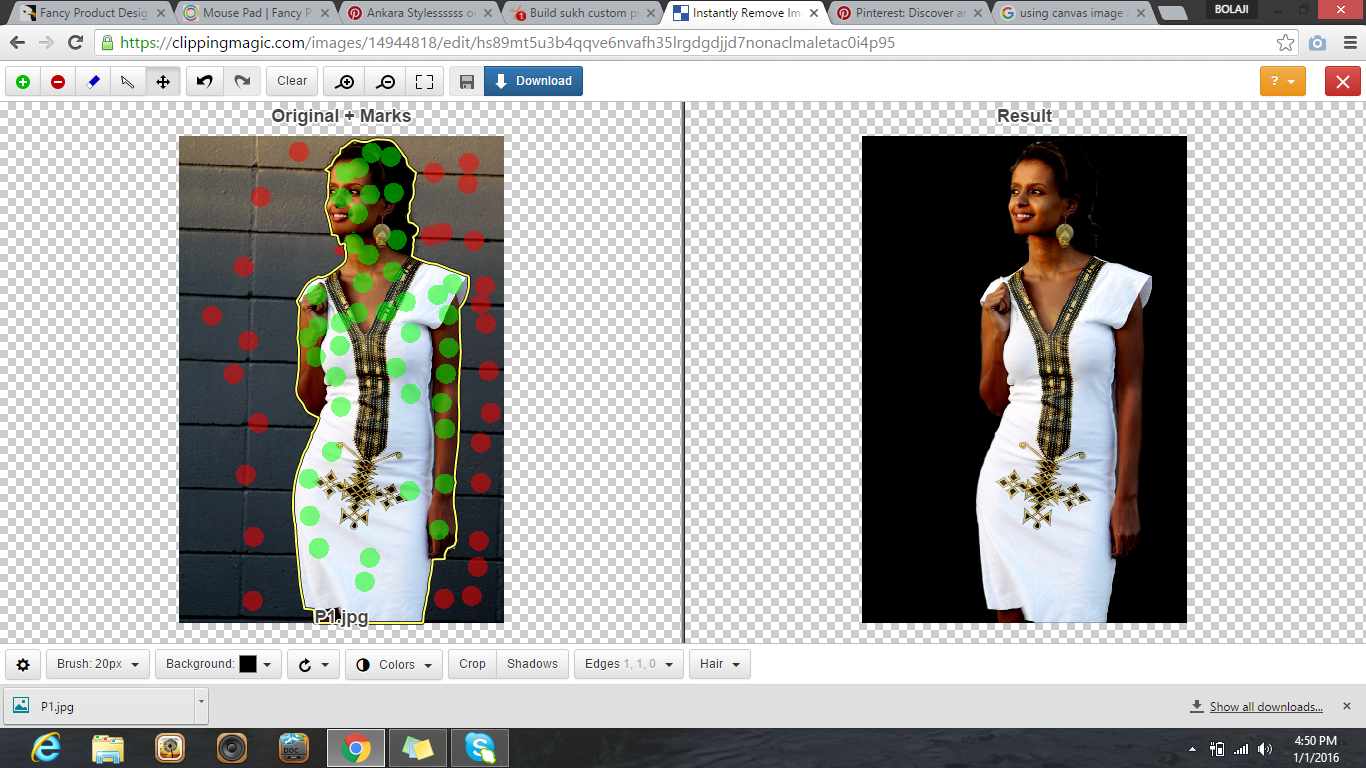 Fancy Product Desig
Mouse Pad | Fancy P
Ankara Stylessssss o
Build sukh custom p
Instantly Remove Im
Pinterest: Discover a
using canvas image
BOLAJI
https://clippingmagic.com/images/14944818/edit/hs89mt5u3b4qqve6nvafh35lrgdgdjjd7nonaclmaletac0i4p95
Clear
Download
?
Original + Marks
Result
P1.jpg
Brush: 20px
Background:
Colors
Crop
Shadows
Edges 1, 1, 0
Hair
P1.jpg
Show all downloads...
DOC
4:50 PM
1/1/2016